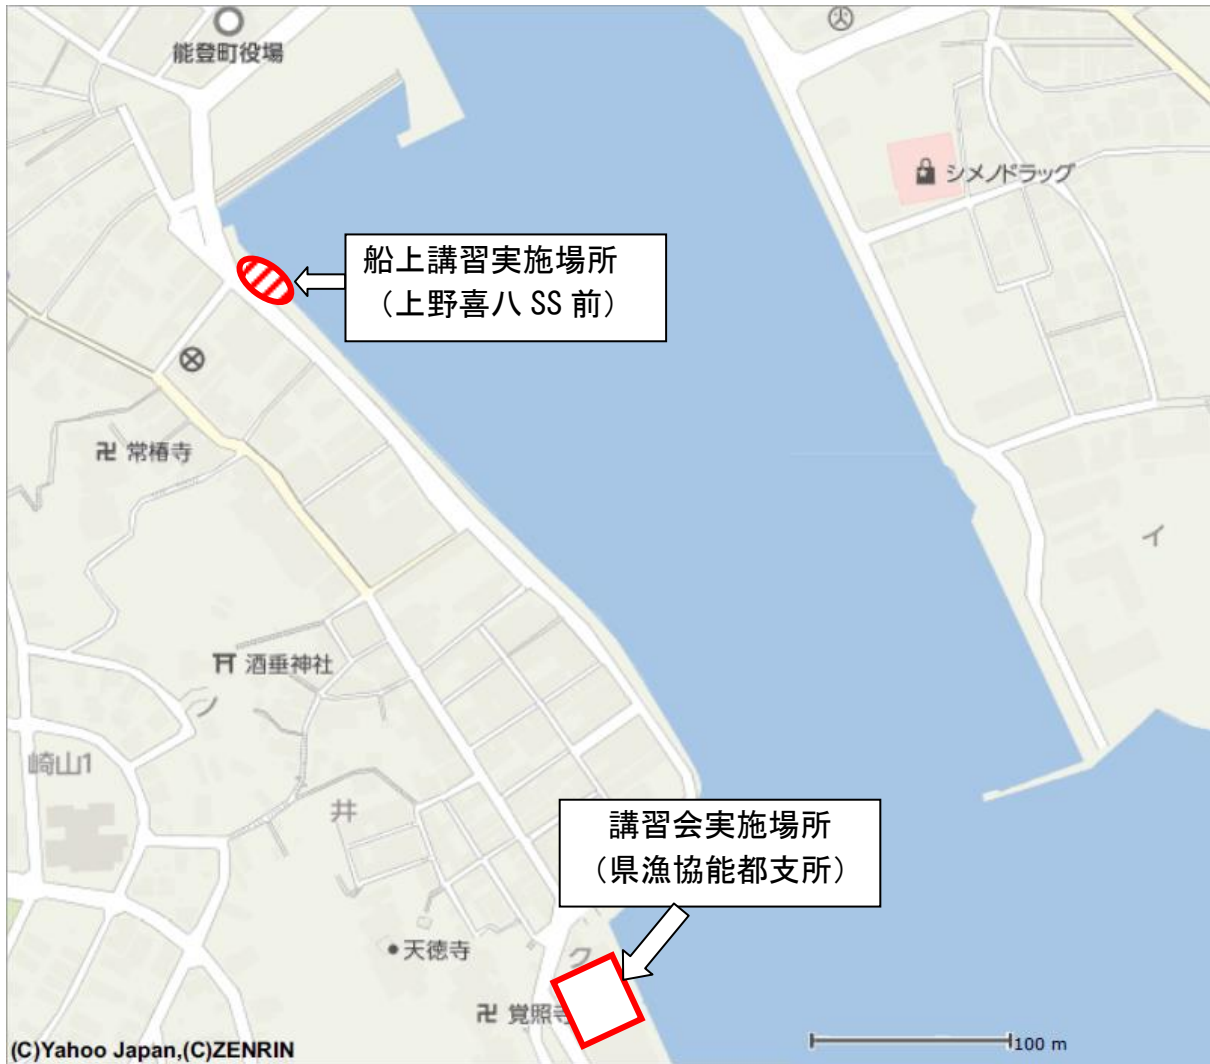 能登町役場
シメノドラッグ
船上講習実施場所
（上野喜八 SS 前）
常椿寺
イ
酒垂神社
ノ
崎山1
井
講習会実施場所
（県漁協能都支所）
天徳寺
ク
覚照寺
(C)Yahoo Japan,(C)ZENRIN
100 m